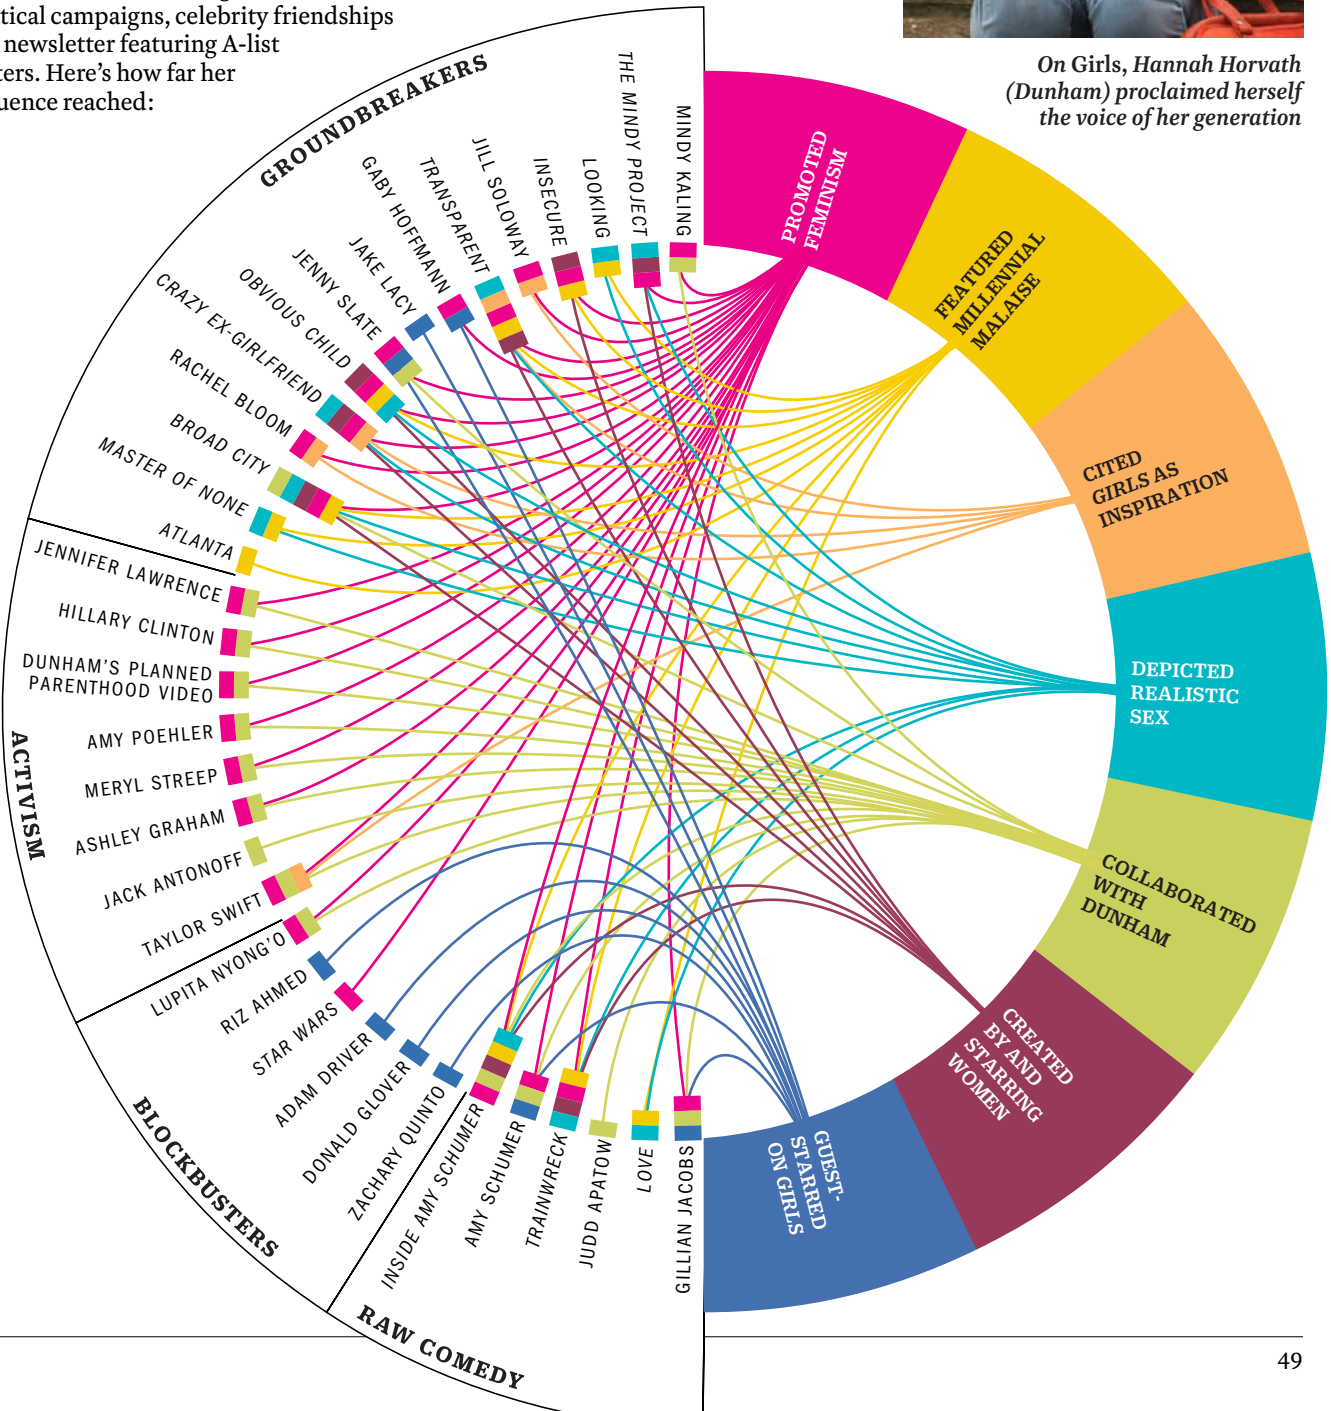 tical campaigns, celebrity friendships
newsletter featuring A-list
ters. Here's how far her
uence reached:
On Girls, Hannah Horvath
(Dunham) proclaimed herself
the voice of her generation
GROUNDBREAKERS
MINDY KALING
THE MINDY PROJECT
LOOKING
INSECURE
JILL SOLOWAY
TRANSPARENT
GABY HOFFMANN
JAKE LACY
JENNY SLATE
OBVIOUS CHILD
CRAZY EX-GIRLFRIEND
RACHEL BLOOM
BROAD CITY
MASTER OF NONE
ATLANTA
ACTIVISM
JENNIFER LAWRENCE
HILLARY CLINTON
DUNHAM'S PLANNED
PARENTHOOD VIDEO
AMY POEHLER
MERYL STREEP
ASHLEY GRAHAM
JACK ANTONOFF
TAYLOR SWIFT
BLOCKBUSTERS
LUPITA NYONG'O
RIZ AHMED
STAR WARS
ADAM DRIVER
DONALD GLOVER
ZACHARY QUINTO
RAW COMEDY
INSIDE AMY SCHUMER
AMY SCHUMER
TRAINWRECK
JUDD APATOW
LOVE
GILLIAN JACOBS
PROMOTED
FEMINISM
FEATURED
MILLENNIAL
MALAISE
CITED
GIRLS AS
INSPIRATION
DEPICTED
REALISTIC
SEX
COLLABORATED
WITH
DUNHAM
CREATED
BY AND
STARRING
WOMEN
GUEST-
STARRED
ON GIRLS
49